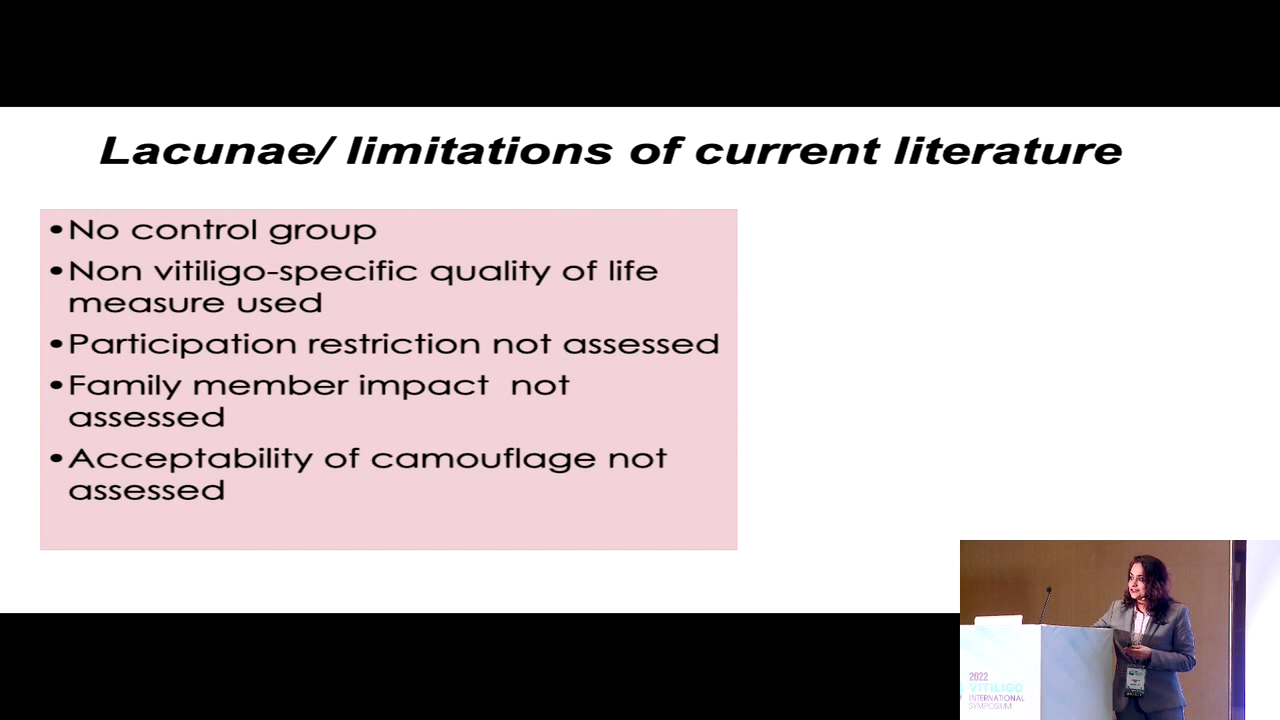 Lacunae/ limitations of current literature
•No control group
•Non vitiligo-specific quality of life
measure used
•Participation restriction not assessed
•Family member impact  not
assessed
•Acceptability of camouflage not
assessed
2022
VITILIGO
INTERNATIONAL
SYMPOSIUM